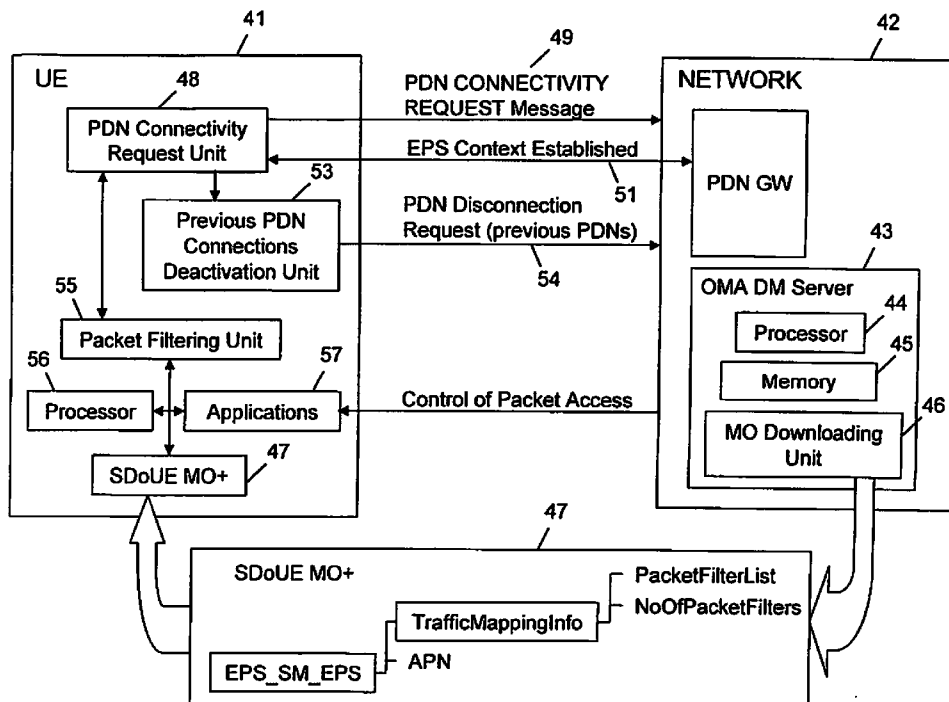 41
UE
48
PDN Connectivity
Request Unit
53
Previous PDN
Connections
Deactivation Unit
55
Packet Filtering Unit
56
Processor
57
Applications
47
SDoUE MO+
49
PDN CONNECTIVITY
REQUEST Message
EPS Context Established
51
PDN Disconnection
Request (previous PDNs)
54
Control of Packet Access
42
NETWORK
PDN GW
43
OMA DM Server
44
Processor
45
Memory
46
MO Downloading
Unit
47
SDoUE MO+
PacketFilterList
NoOfPacketFilters
TrafficMappingInfo
APN
EPS_SM_EPS